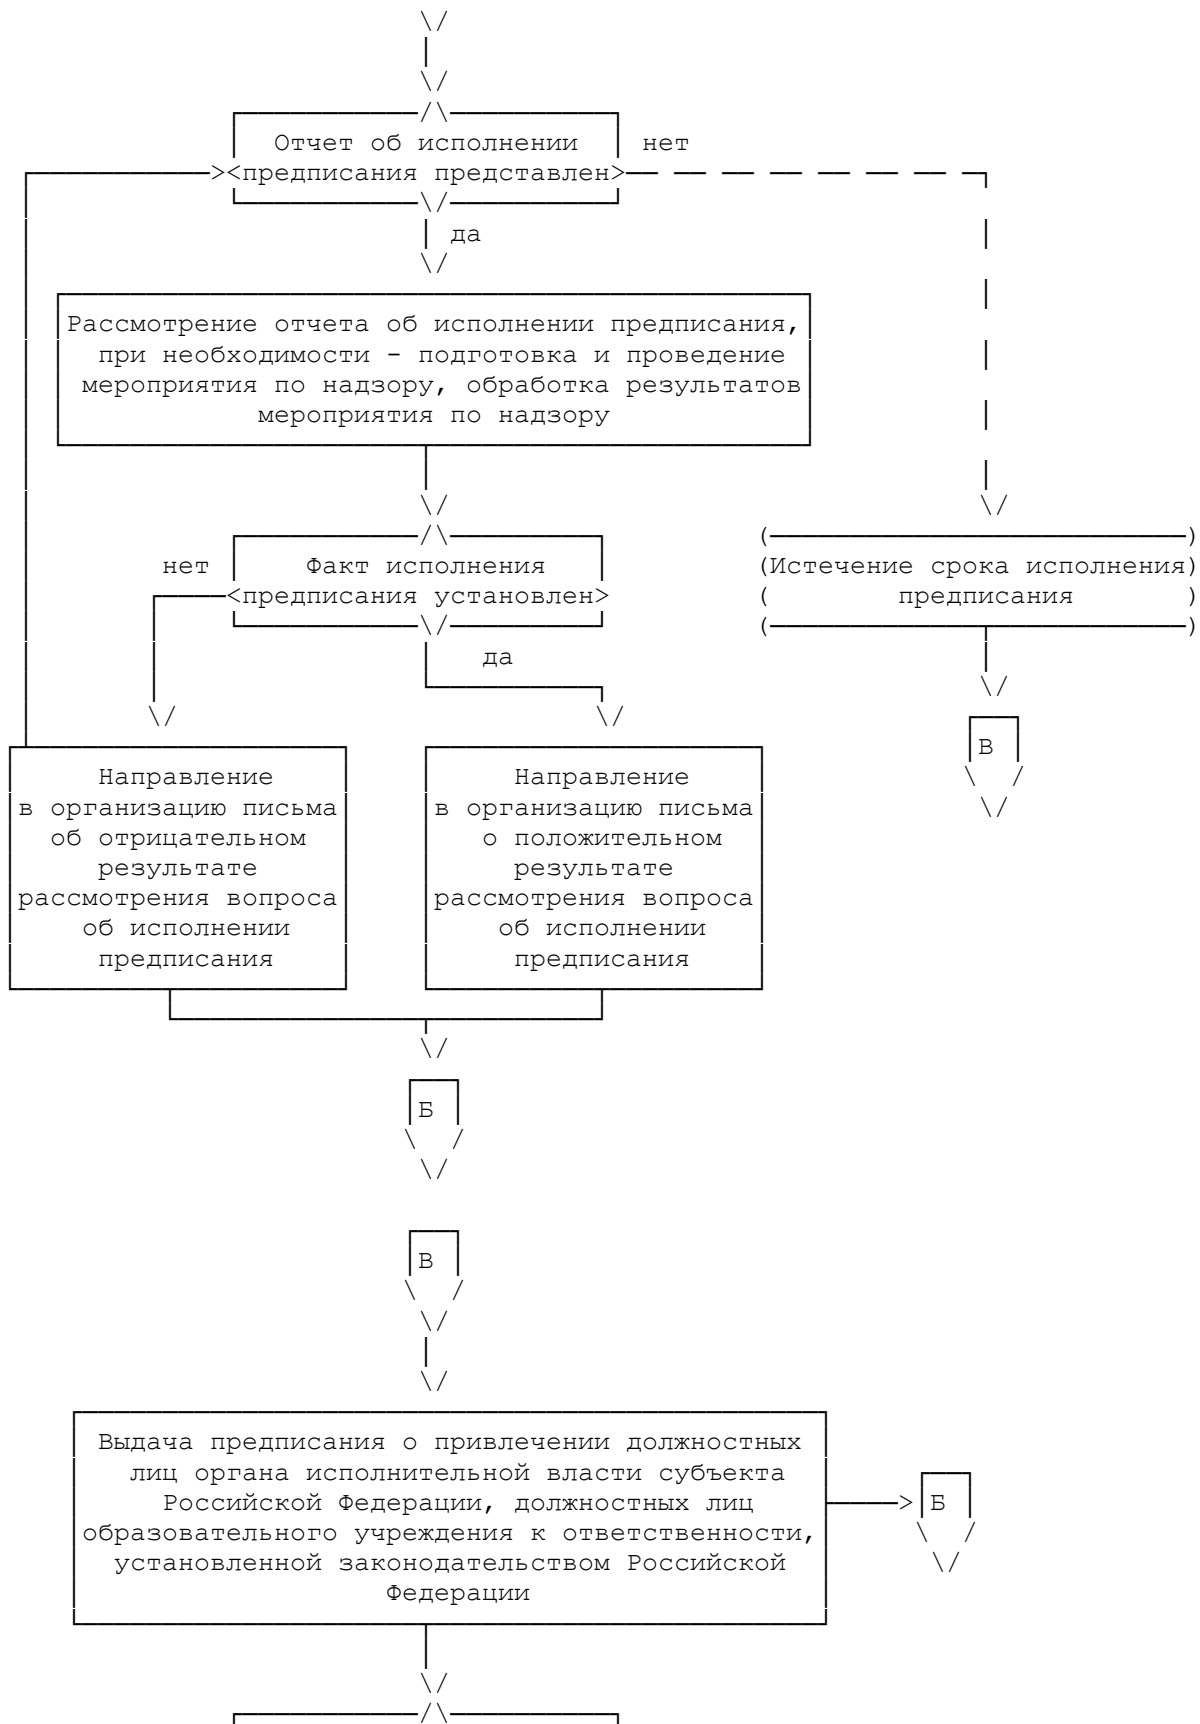 Отчет об исполнении
нет
предписания представлен
да
Рассмотрение отчета об исполнении предписания,
при необходимости - подготовка и проведение
мероприятия по надзору, обработка результатов
мероприятия по надзору
нет
Факт исполнения
предписания установлен
Истечение срока исполнения
предписания
да
В
Направление
в организацию письма
об отрицательном
результате
рассмотрения вопроса
об исполнении
предписания
Направление
в организацию письма
о положительном
результате
рассмотрения вопроса
об исполнении
предписания
Б
В
Выдача предписания о привлечении должностных
лиц органа исполнительной власти субъекта
Российской Федерации, должностных лиц
образовательного учреждения к ответственности,
установленной законодательством Российской
Федерации
Б